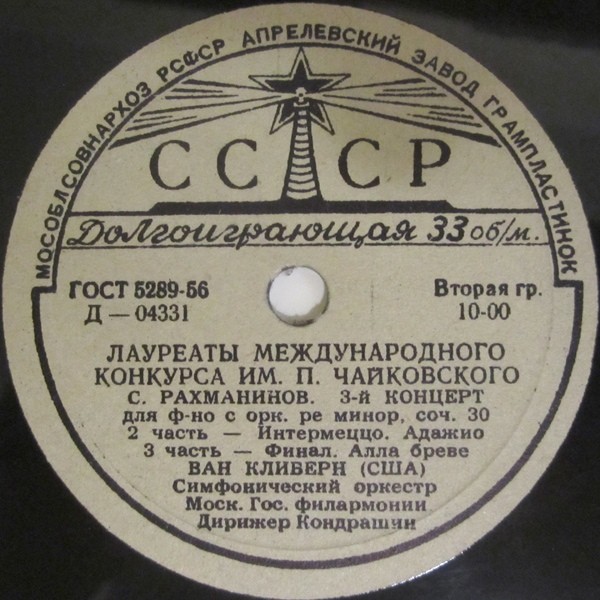 МОСОБЛСОВНАРХОЗ РСФСР АПРЕЛЕВСКИЙ ЗАВОД ГРАМПЛАСТИНОК
СССР
Долгоиграющая 33 об/м.
ГОСТ 5289-56 Вторая гр.
Д — 04331 10-00
ЛАУРЕАТЫ МЕЖДУНАРОДНОГО
КОНКУРСА ИМ. П. ЧАЙКОВСКОГО
С. РАХМАНИНОВ. 3-й КОНЦЕРТ
для ф-но с орк. ре минор, соч. 30
2 часть — Интермеццо. Адажио
3 часть — Финал. Алла бреве
ВАН КЛИБЕРН (США)
Симфонический оркестр
Моск. Гос. филармонии
Дирижер Кондрашин